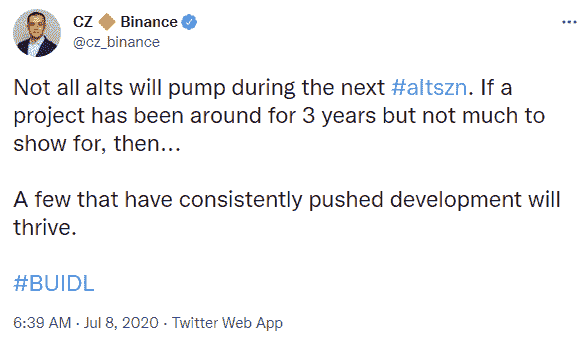 CZ 🔶 Binance
@cz_binance
Not all alts will pump during the next #altszn. If a
project has been around for 3 years but not much to
show for, then...
A few that have consistently pushed development will
thrive.
#BUIDL
6:39 AM · Jul 8, 2020 · Twitter Web App